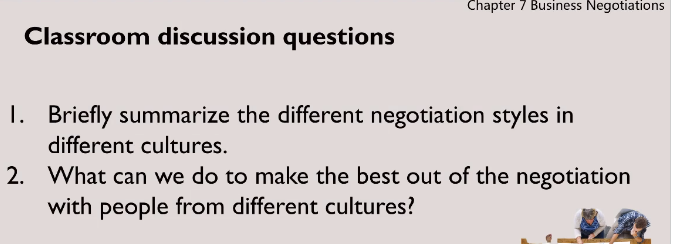 Chapter 7 Business Negotiations
Classroom discussion questions
1. Briefly summarize the different negotiation styles in
different cultures.
2. What can we do to make the best out of the negotiation
with people from different cultures?